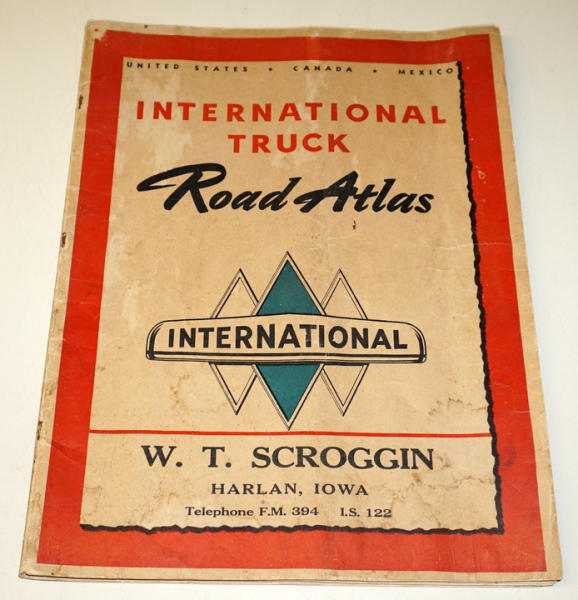 UNITED STATES • CANADA • MEXICO
INTERNATIONAL
TRUCK
Road Atlas
INTERNATIONAL
W. T. SCROGGIN
HARLAN, IOWA
Telephone F.M. 394 I.S. 122